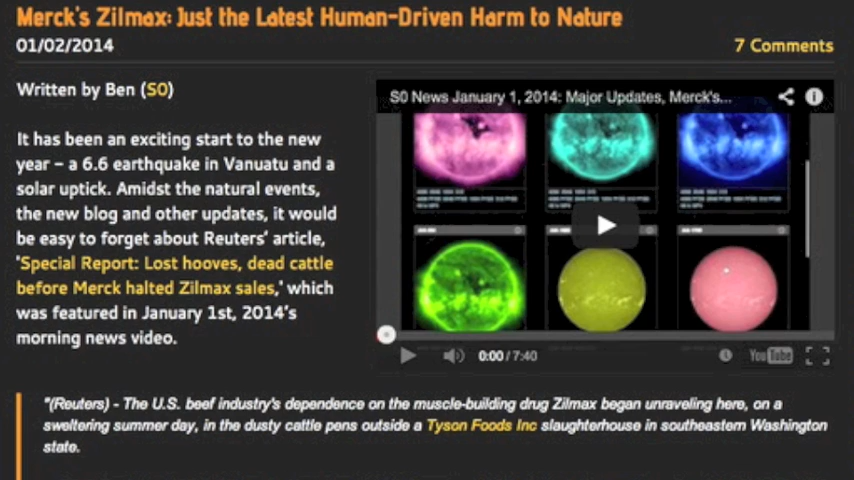 Merck's Zilmax: Just the Latest Human-Driven Harm to Nature
01/02/2014
7 Comments
Written by Ben (S0)
It has been an exciting start to the new
year – a 6.6 earthquake in Vanuatu and a
solar uptick. Amidst the natural events,
the new blog and other updates, it would
be easy to forget about Reuters' article,
'Special Report: Lost hooves, dead cattle
before Merck halted Zilmax sales,' which
was featured in January 1st, 2014's
morning news video.
S0 News January 1, 2014: Major Updates, Merck's...
0:00 / 7:40
YouTube
"(Reuters) - The U.S. beef industry's dependence on the muscle-building drug Zilmax began unraveling here, on a
sweltering summer day, in the dusty cattle pens outside a Tyson Foods Inc slaughterhouse in southeastern Washington
state.